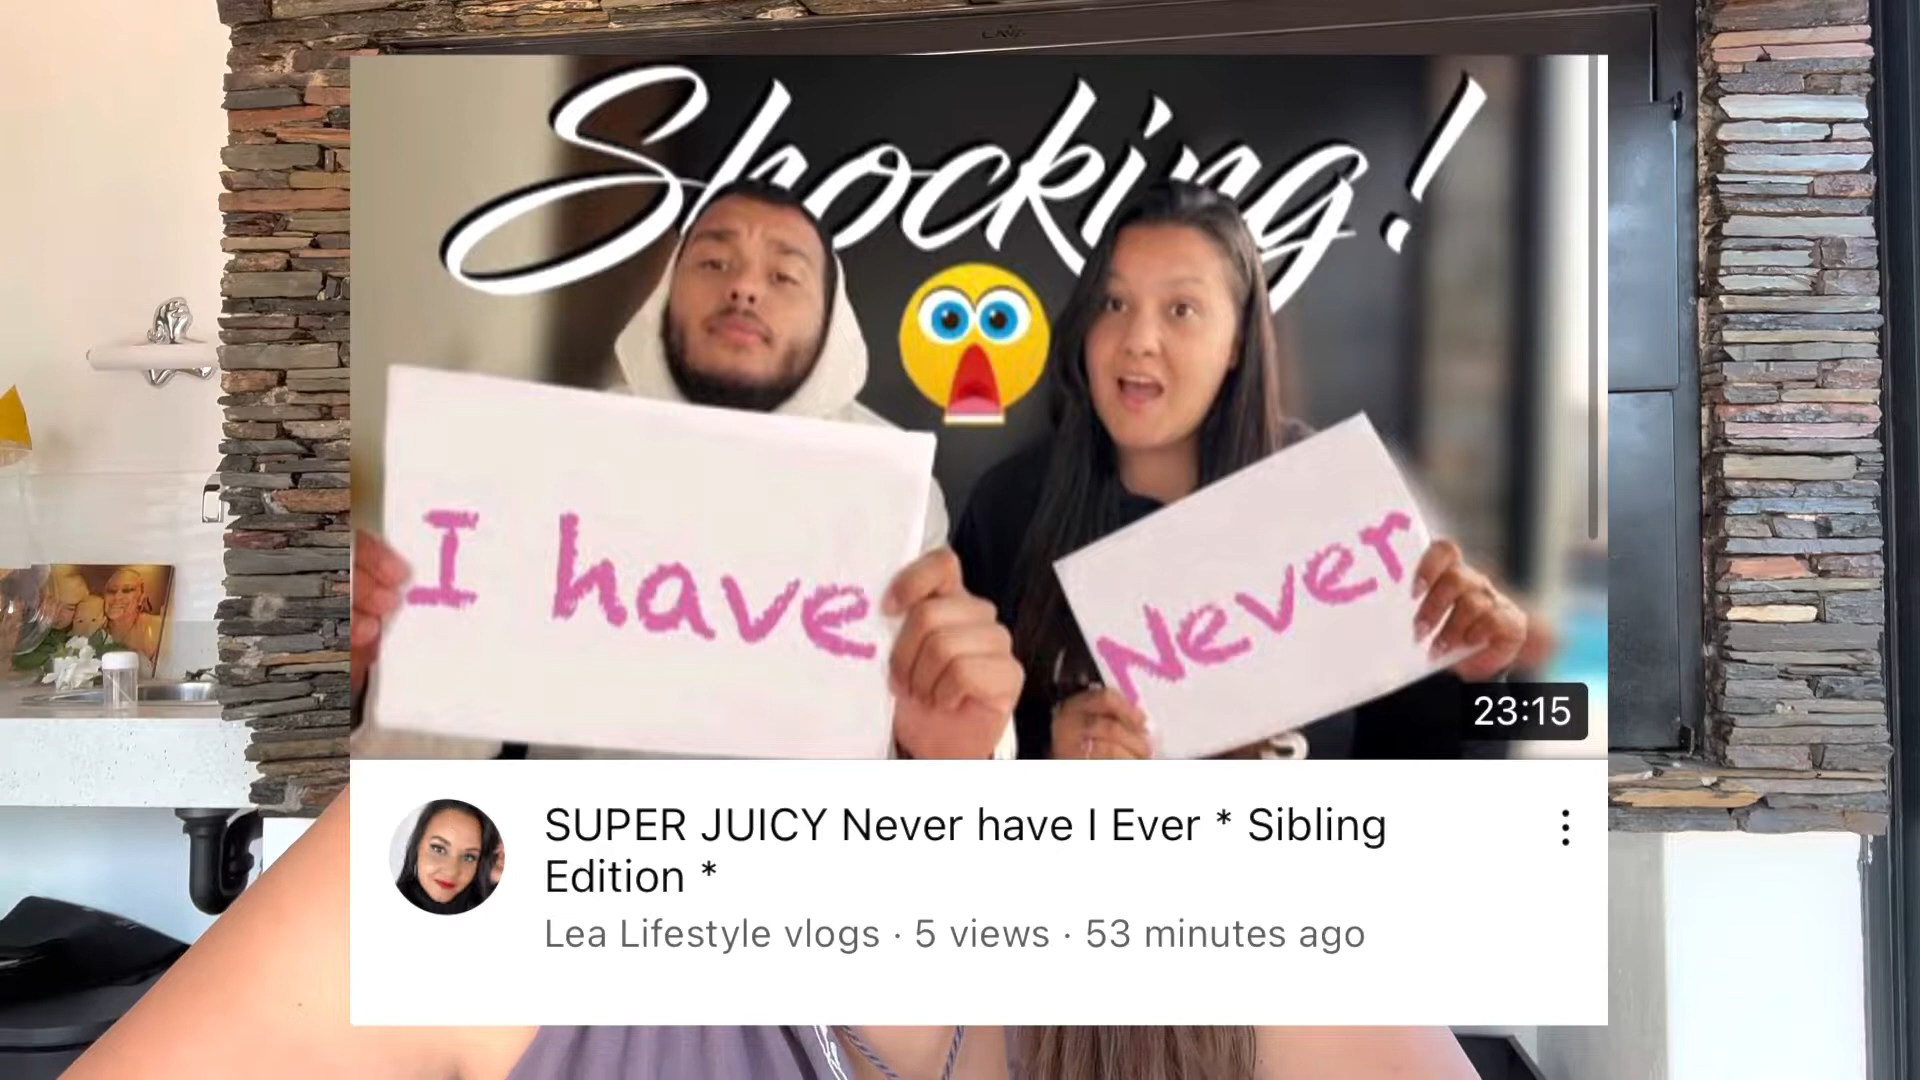 LAVA
Shocking!
I have
Never
23:15
SUPER JUICY Never have I Ever * Sibling
Edition *
Lea Lifestyle vlogs · 5 views · 53 minutes ago